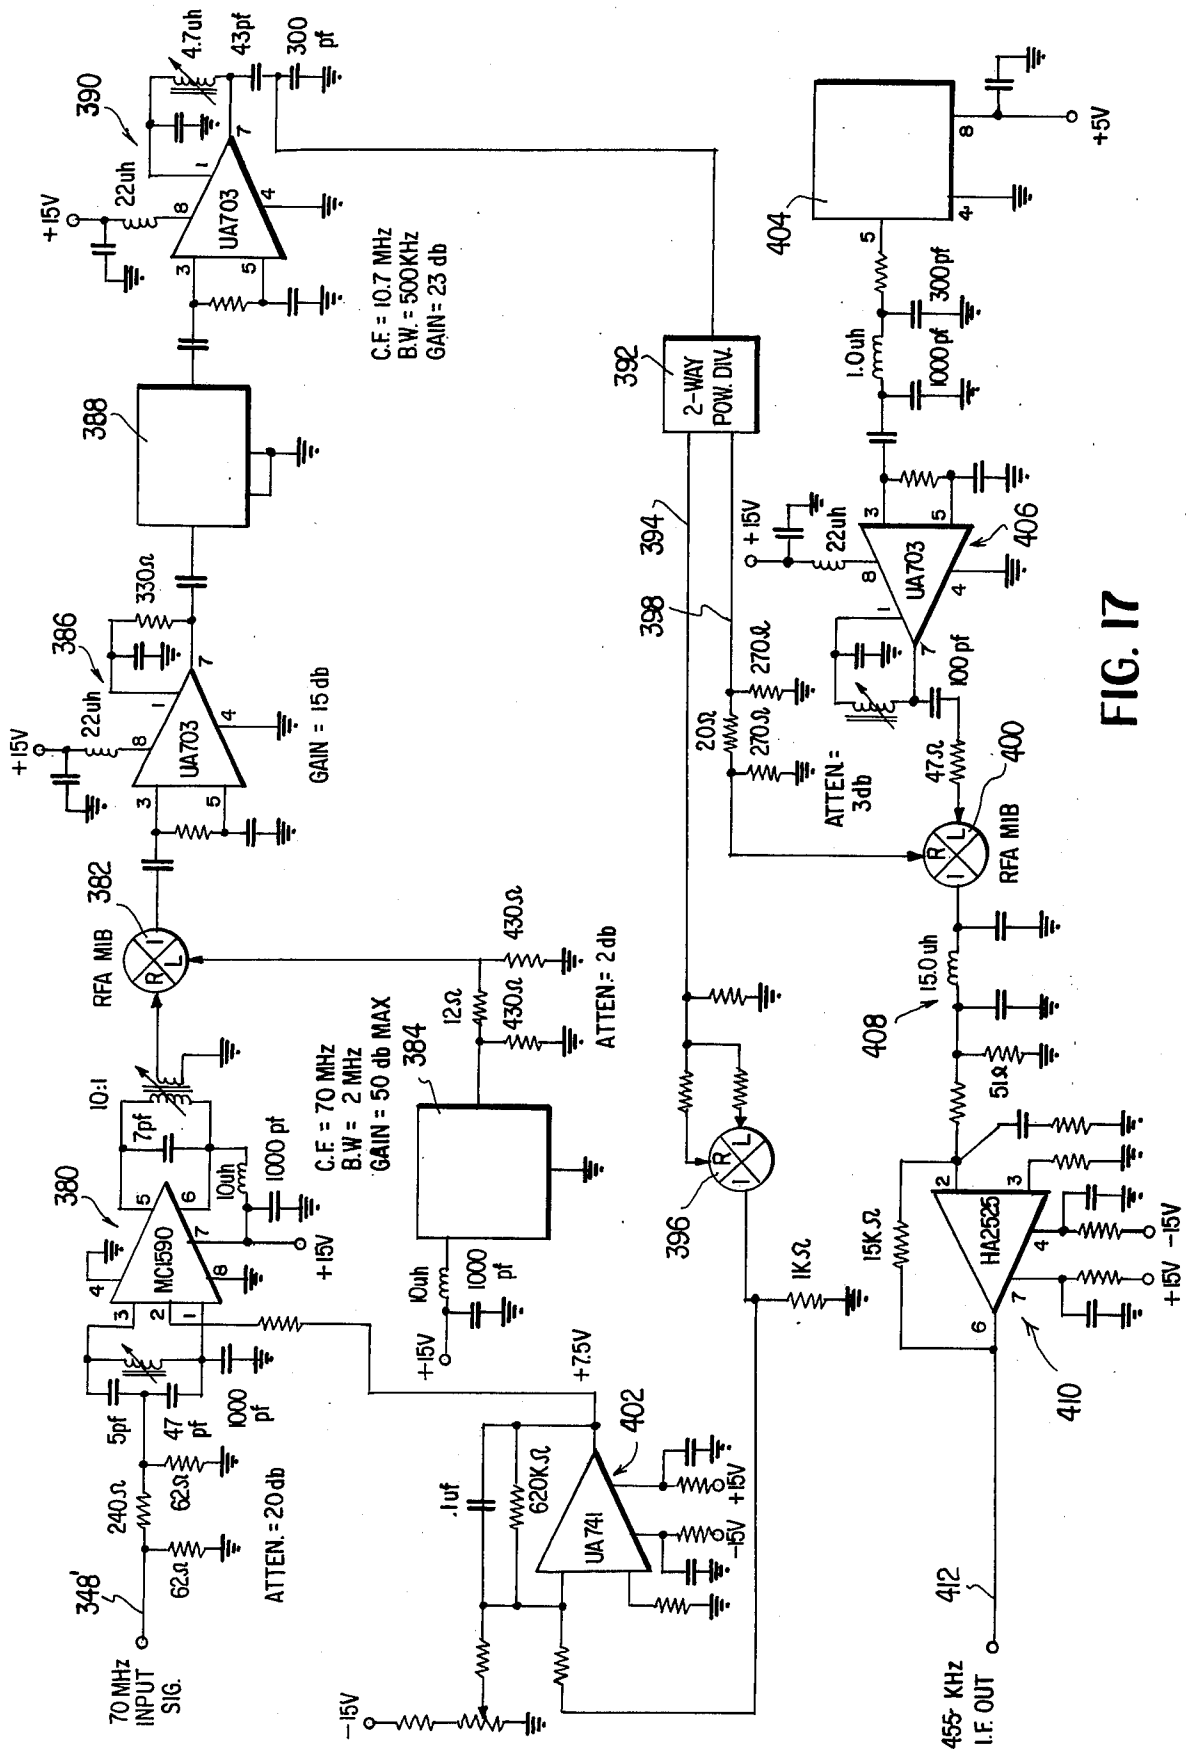 70 MHz
INPUT
SIG.
348'
240Ω
62Ω
62Ω
ATTEN.=20db
5pf
47
pf
1000
pf
3
2
1
4
MC1590
5
6
7
8
380
+15V
10uh
1000 pf
7pf
10:1
RFA MIB
382
R
I
L
C.F. = 70 MHz
B.W = 2 MHz
GAIN = 50 db MAX
384
+15V
10uh
1000
pf
12Ω
430Ω
430Ω
ATTEN.= 2db
+15V
22uh
386
3
5
8
1
UA703
7
4
330Ω
GAIN = 15 db
388
+15V
22uh
390
3
5
8
1
UA703
7
4
4.7uh
43pf
300
pf
C.F. = 10.7 MHz
B.W. = 500KHz
GAIN = 23 db
392
2-WAY
POW. DIV.
394
398
20Ω
270Ω
270Ω
ATTEN.=
3db
396
R
L
I
1KΩ
-15V
.1uf
620KΩ
UA741
402
+7.5V
-15V
+15V
404
5
4
8
+5V
300pf
1.0uh
1000pf
+15V
22uh
3
5
8
1
UA703
7
4
406
100pf
47Ω
400
RFA MIB
R
L
I
15.0uh
408
51Ω
15KΩ
2
3
HA2525
4
6
7
-15V
+15V
410
412
455 KHz
I.F. OUT
FIG. 17